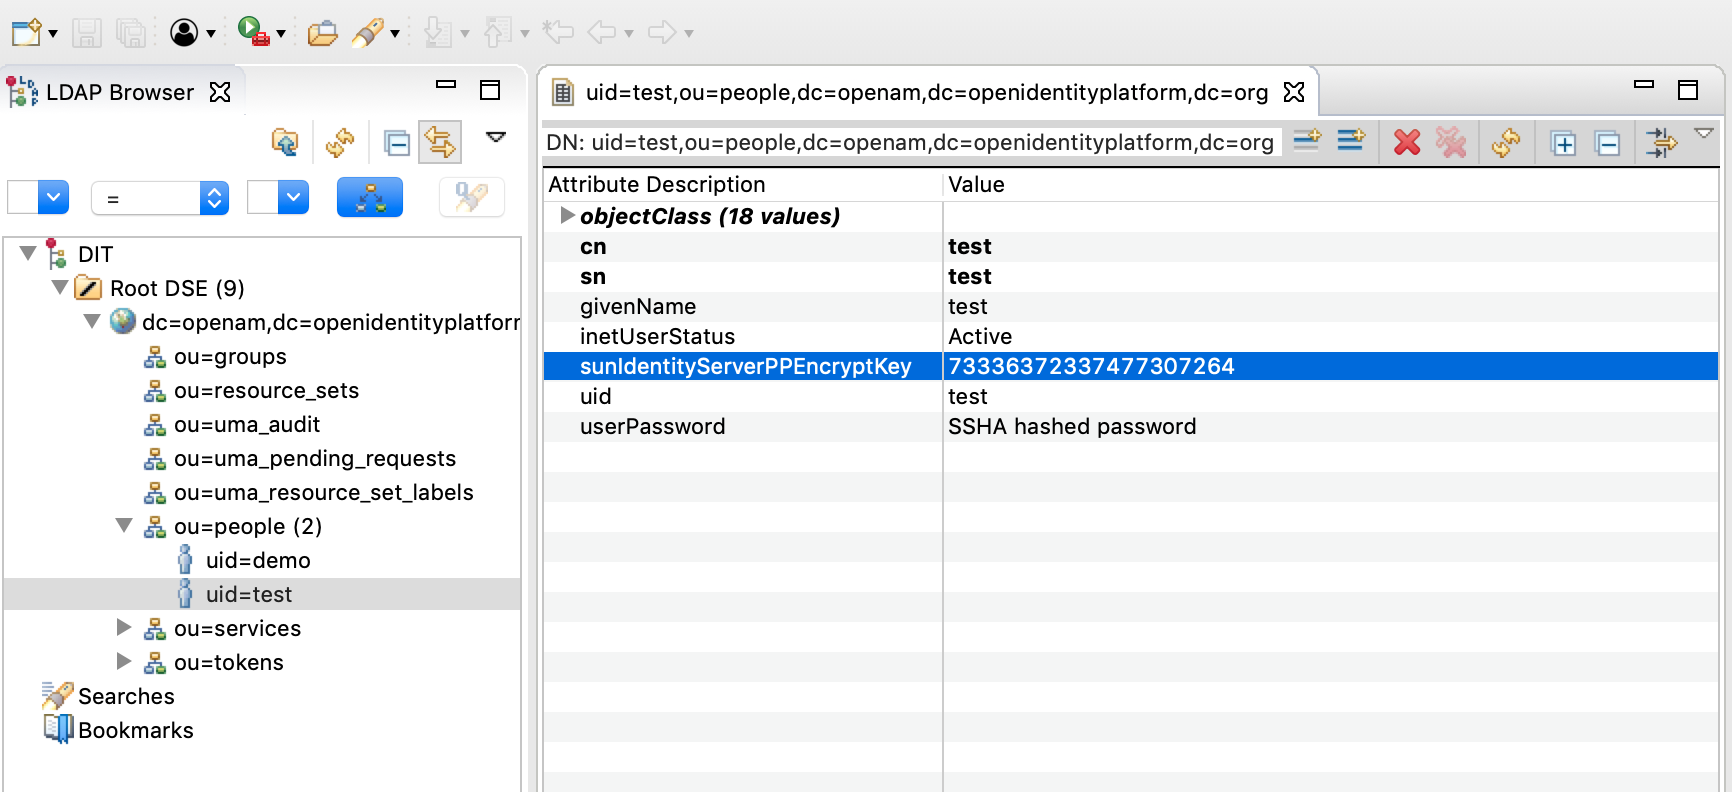 LDAP Browser
=
DIT
Root DSE (9)
dc=openam,dc=openidentityplatfor
ou=groups
ou=resource_sets
ou=uma_audit
ou=uma_pending_requests
ou=uma_resource_set_labels
ou=people (2)
uid=demo
uid=test
ou=services
ou=tokens
Searches
Bookmarks
uid=test,ou=people,dc=openam,dc=openidentityplatform,dc=org
DN: uid=test,ou=people,dc=openam,dc=openidentityplatform,dc=org
Attribute Description Value
objectClass (18 values)
cn test
sn test
givenName test
inetUserStatus Active
sunIdentityServerPPEncryptKey 73336372337477307264
uid test
userPassword SSHA hashed password